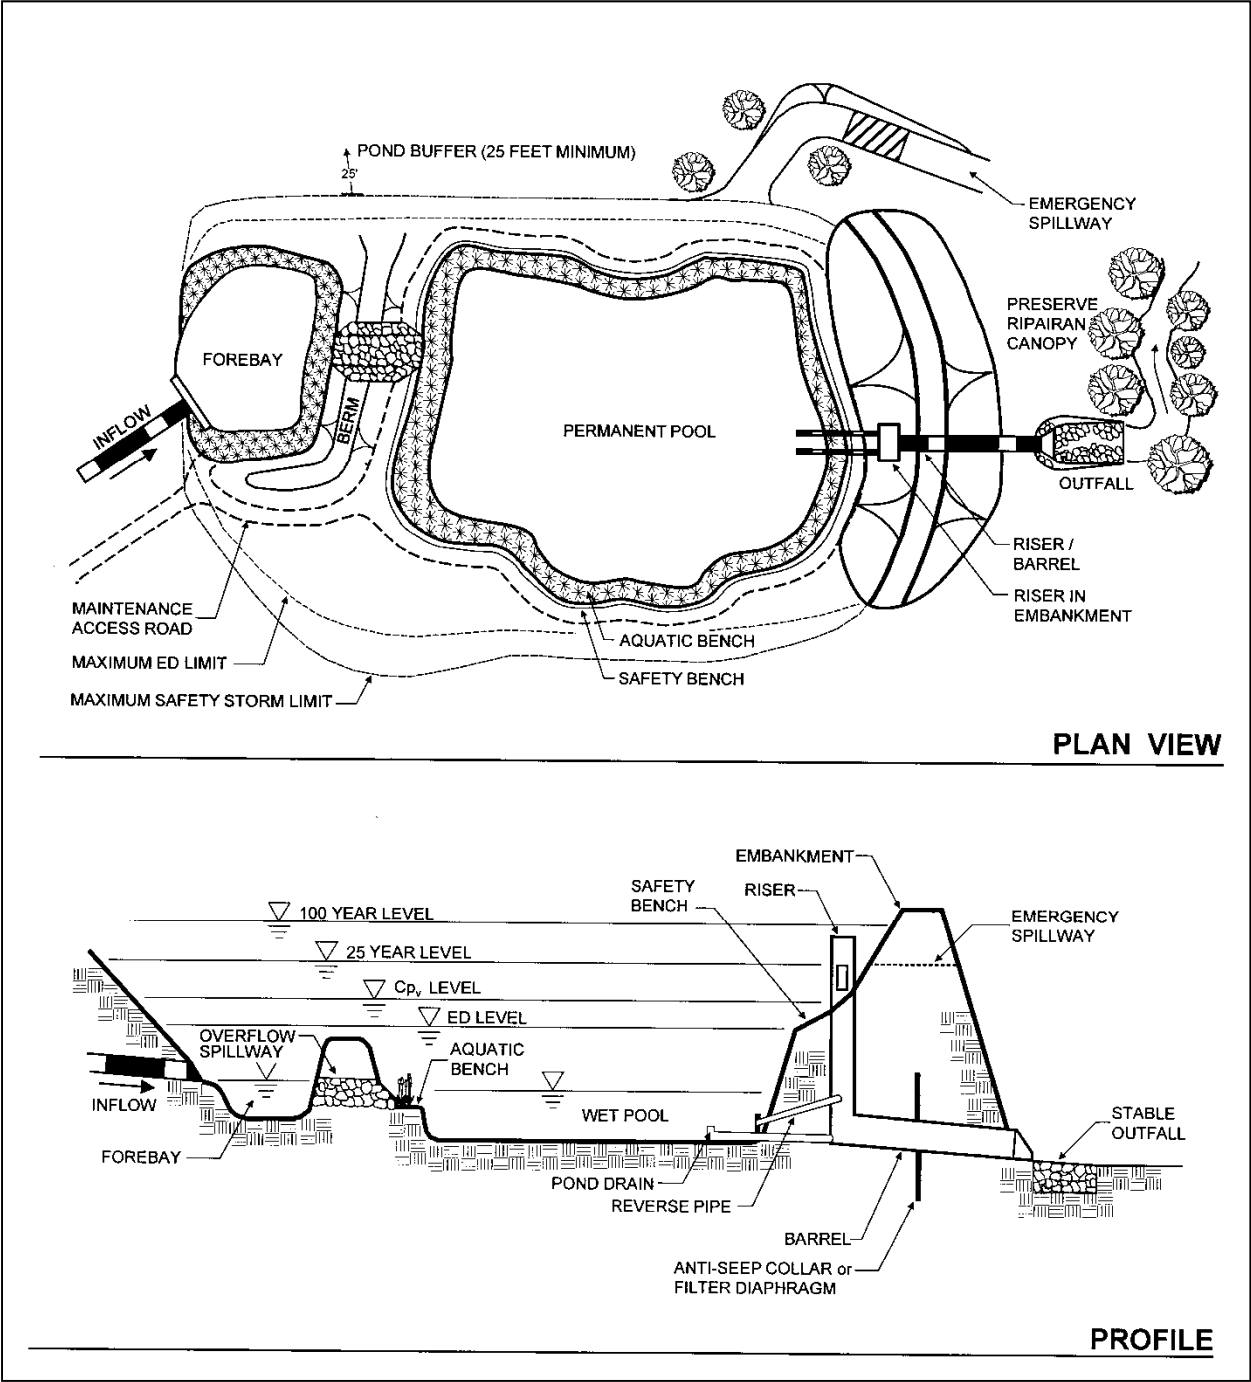 POND BUFFER (25 FEET MINIMUM)
25'
EMERGENCY
SPILLWAY
PRESERVE
RIPAIRAN
CANOPY
FOREBAY
INFLOW
BERM
PERMANENT POOL
OUTFALL
RISER /
BARREL
RISER IN
EMBANKMENT
MAINTENANCE
ACCESS ROAD
AQUATIC BENCH
MAXIMUM ED LIMIT
SAFETY BENCH
MAXIMUM SAFETY STORM LIMIT
PLAN VIEW
EMBANKMENT
SAFETY
BENCH
RISER
100 YEAR LEVEL
EMERGENCY
SPILLWAY
25 YEAR LEVEL
Cpv LEVEL
ED LEVEL
OVERFLOW
SPILLWAY
AQUATIC
BENCH
INFLOW
WET POOL
STABLE
OUTFALL
FOREBAY
POND DRAIN
REVERSE PIPE
BARREL
ANTI-SEEP COLLAR or
FILTER DIAPHRAGM
PROFILE